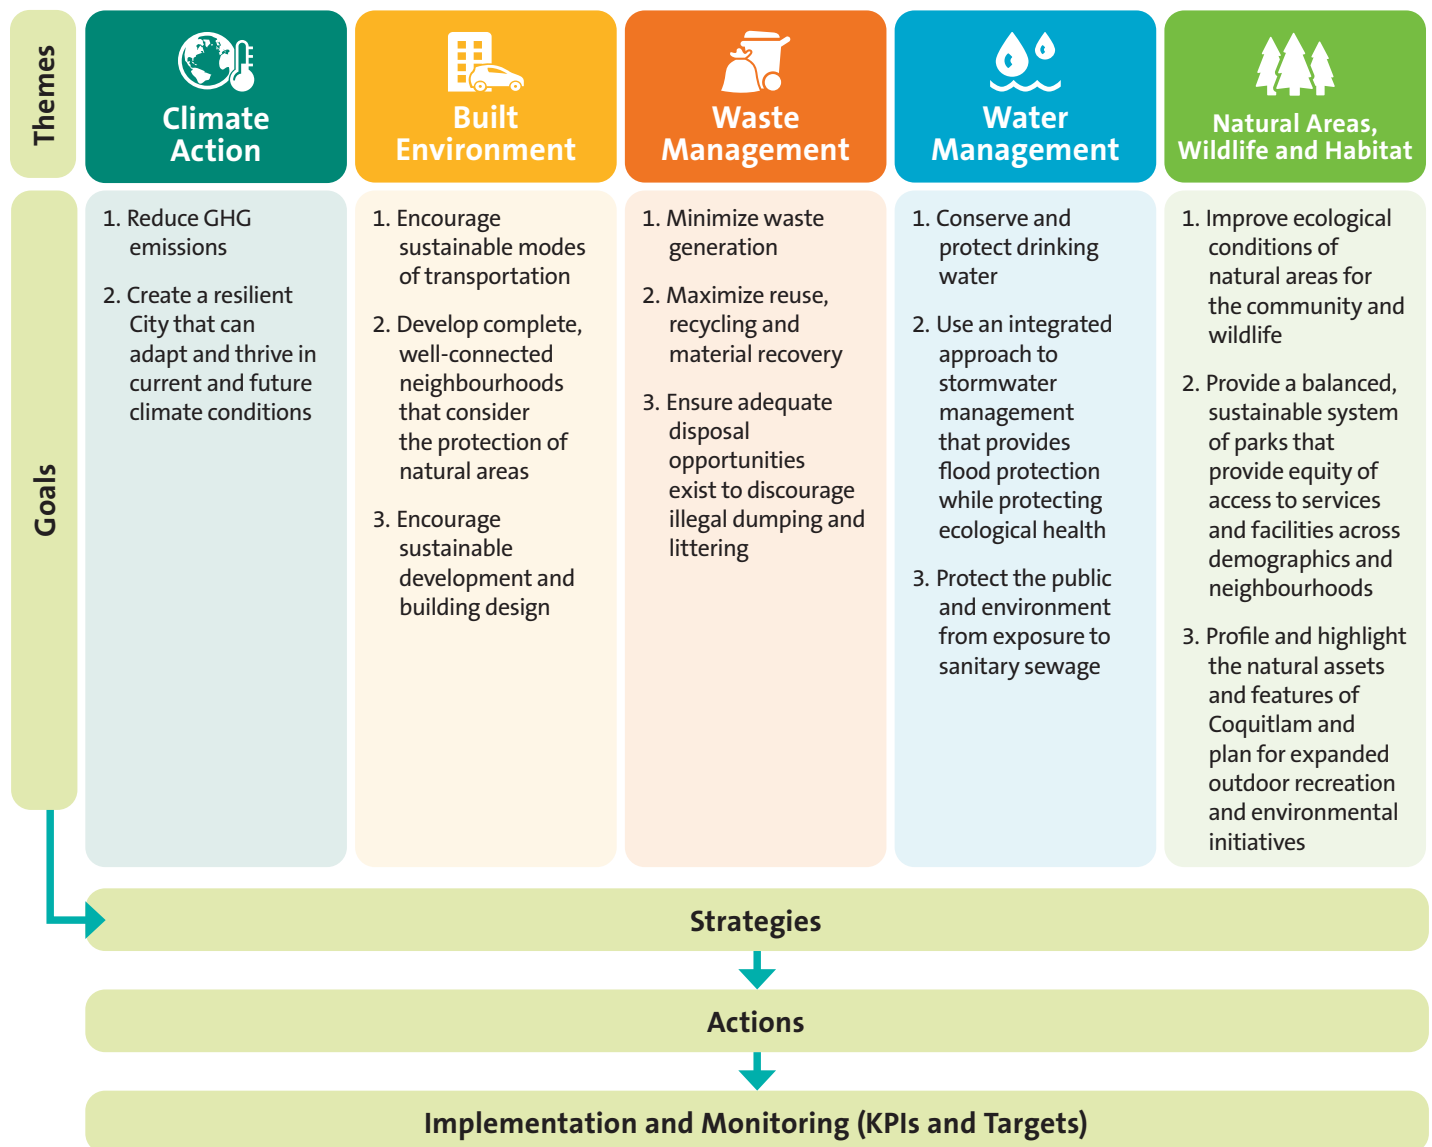 Themes
Climate
Action
Built
Environment
Waste
Management
Water
Management
Natural Areas,
Wildlife and Habitat
Goals
1. Reduce GHG
emissions
2. Create a resilient
City that can
adapt and thrive in
current and future
climate conditions
1. Encourage
sustainable modes
of transportation
2. Develop complete,
well-connected
neighbourhoods
that consider
the protection of
natural areas
3. Encourage
sustainable
development and
building design
1. Minimize waste
generation
2. Maximize reuse,
recycling and
material recovery
3. Ensure adequate
disposal
opportunities
exist to discourage
illegal dumping and
littering
1. Conserve and
protect drinking
water
2. Use an integrated
approach to
stormwater
management
that provides
flood protection
while protecting
ecological health
3. Protect the public
and environment
from exposure to
sanitary sewage
1. Improve ecological
conditions of
natural areas for
the community and
wildlife
2. Provide a balanced,
sustainable system
of parks that
provide equity of
access to services
and facilities across
demographics and
neighbourhoods
3. Profile and highlight
the natural assets
and features of
Coquitlam and
plan for expanded
outdoor recreation
and environmental
initiatives
Strategies
Actions
Implementation and Monitoring (KPIs and Targets)